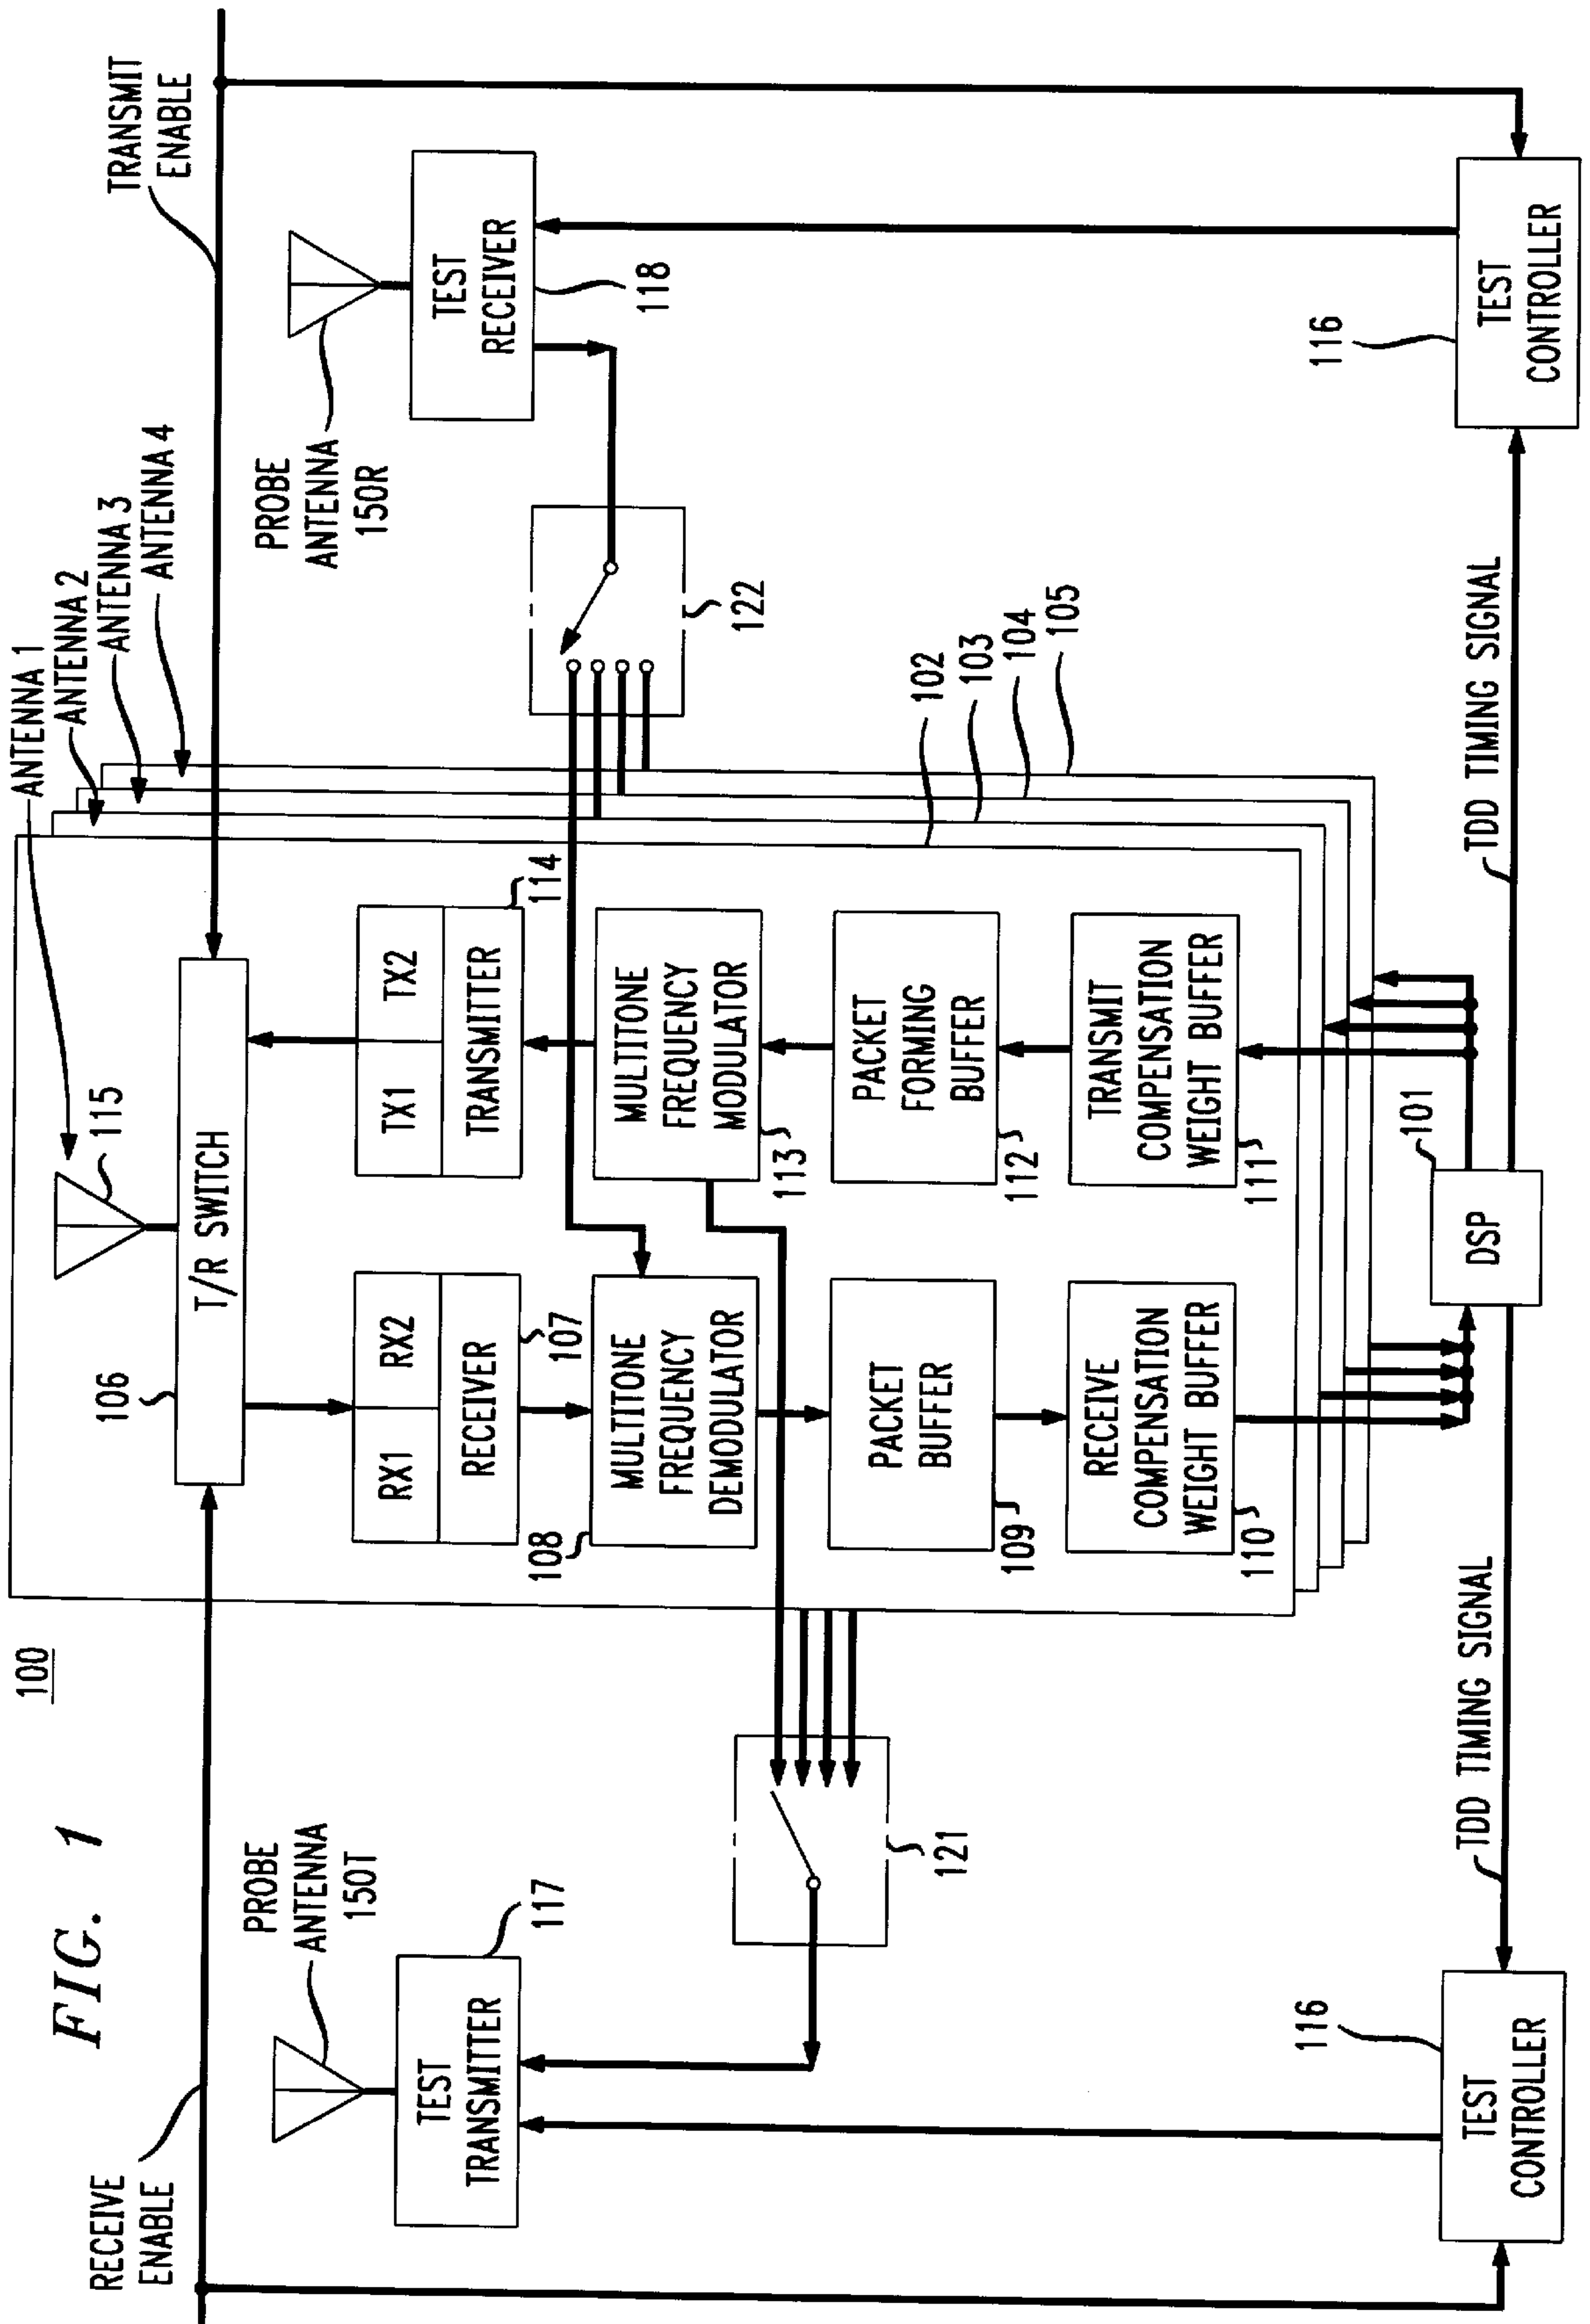 FIG. 1
100
RECEIVE
ENABLE
TRANSMIT
ENABLE
ANTENNA 1
ANTENNA 2
ANTENNA 3
ANTENNA 4
PROBE
ANTENNA
150T
TEST
TRANSMITTER
117
121
TEST
CONTROLLER
116
TDD TIMING SIGNAL
115
106
T/R SWITCH
RX1
RX2
RECEIVER
107
TX1
TX2
TRANSMITTER
114
108
MULTITONE
FREQUENCY
DEMODULATOR
MULTITONE
FREQUENCY
MODULATOR
113
PACKET
BUFFER
109
PACKET
FORMING
BUFFER
112
RECEIVE
COMPENSATION
WEIGHT BUFFER
110
TRANSMIT
COMPENSATION
WEIGHT BUFFER
111
DSP
101
102
103
104
105
122
PROBE
ANTENNA
150R
TEST
RECEIVER
118
TDD TIMING SIGNAL
116
TEST
CONTROLLER